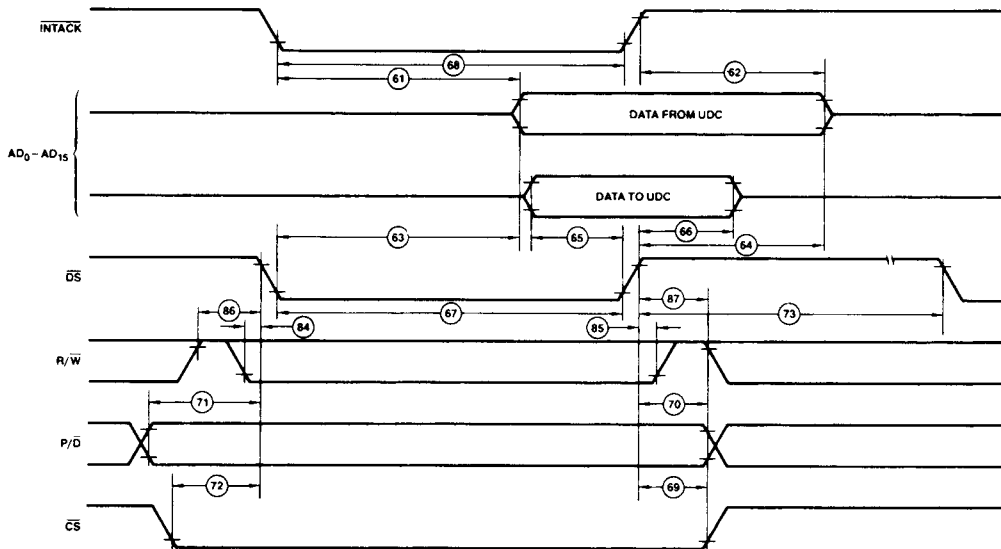 INTACK
68
61
62
DATA FROM UDC
AD0–AD15
DATA TO UDC
63
65
66
64
DS
86
84
67
85
87
73
R/W
71
70
P/D
72
69
CS